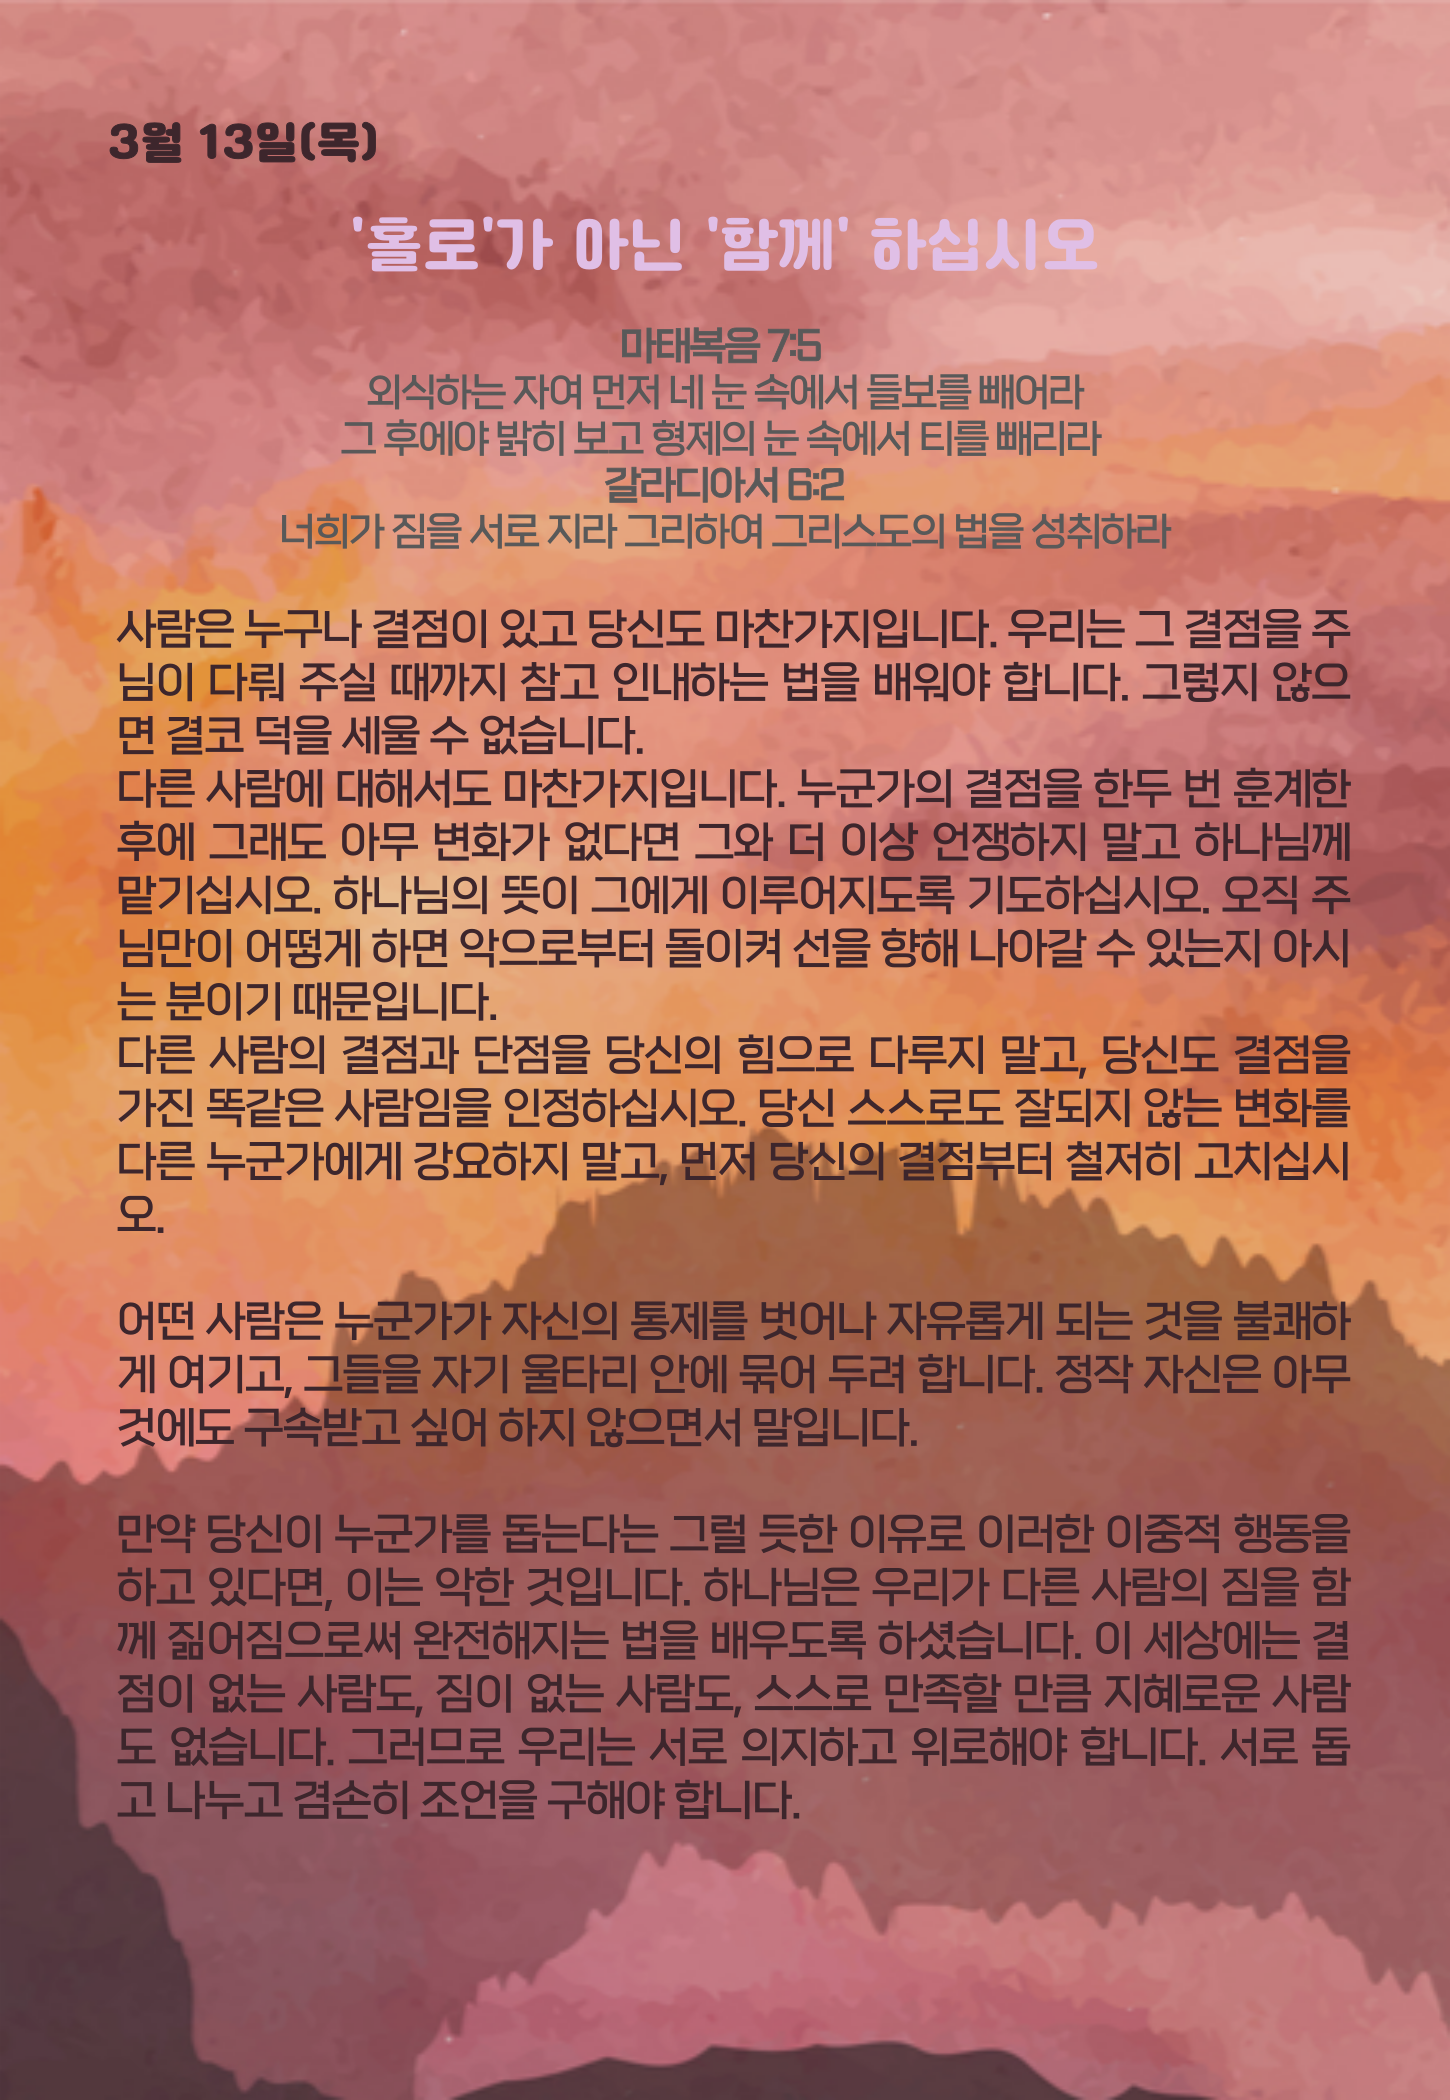 3월 13일(목)
'홀로'가 아닌 '함께' 하십시오
마태복음 7:5
외식하는 자여 먼저 네 눈 속에서 들보를 빼어라
그 후에야 밝히 보고 형제의 눈 속에서 티를 빼리라
갈라디아서 6:2
너희가 짐을 서로 지라 그리하여 그리스도의 법을 성취하라
사람은 누구나 결점이 있고 당신도 마찬가지입니다. 우리는 그 결점을 주
님이 다뤄 주실 때까지 참고 인내하는 법을 배워야 합니다. 그렇지 않으
면 결코 덕을 세울 수 없습니다.
다른 사람에 대해서도 마찬가지입니다. 누군가의 결점을 한두 번 훈계한
후에 그래도 아무 변화가 없다면 그와 더 이상 언쟁하지 말고 하나님께
맡기십시오. 하나님의 뜻이 그에게 이루어지도록 기도하십시오. 오직 주
님만이 어떻게 하면 악으로부터 돌이켜 선을 향해 나아갈 수 있는지 아시
는 분이기 때문입니다.
다른 사람의 결점과 단점을 당신의 힘으로 다루지 말고, 당신도 결점을
가진 똑같은 사람임을 인정하십시오. 당신 스스로도 잘되지 않는 변화를
다른 누군가에게 강요하지 말고, 먼저 당신의 결점부터 철저히 고치십시
오.
어떤 사람은 누군가가 자신의 통제를 벗어나 자유롭게 되는 것을 불쾌하
게 여기고, 그들을 자기 울타리 안에 묶어 두려 합니다. 정작 자신은 아무
것에도 구속받고 싶어 하지 않으면서 말입니다.
만약 당신이 누군가를 돕는다는 그럴 듯한 이유로 이러한 이중적 행동을
하고 있다면, 이는 악한 것입니다. 하나님은 우리가 다른 사람의 짐을 함
께 짊어짐으로써 완전해지는 법을 배우도록 하셨습니다. 이 세상에는 결
점이 없는 사람도, 짐이 없는 사람도, 스스로 만족할 만큼 지혜로운 사람
도 없습니다. 그러므로 우리는 서로 의지하고 위로해야 합니다. 서로 돕
고 나누고 겸손히 조언을 구해야 합니다.